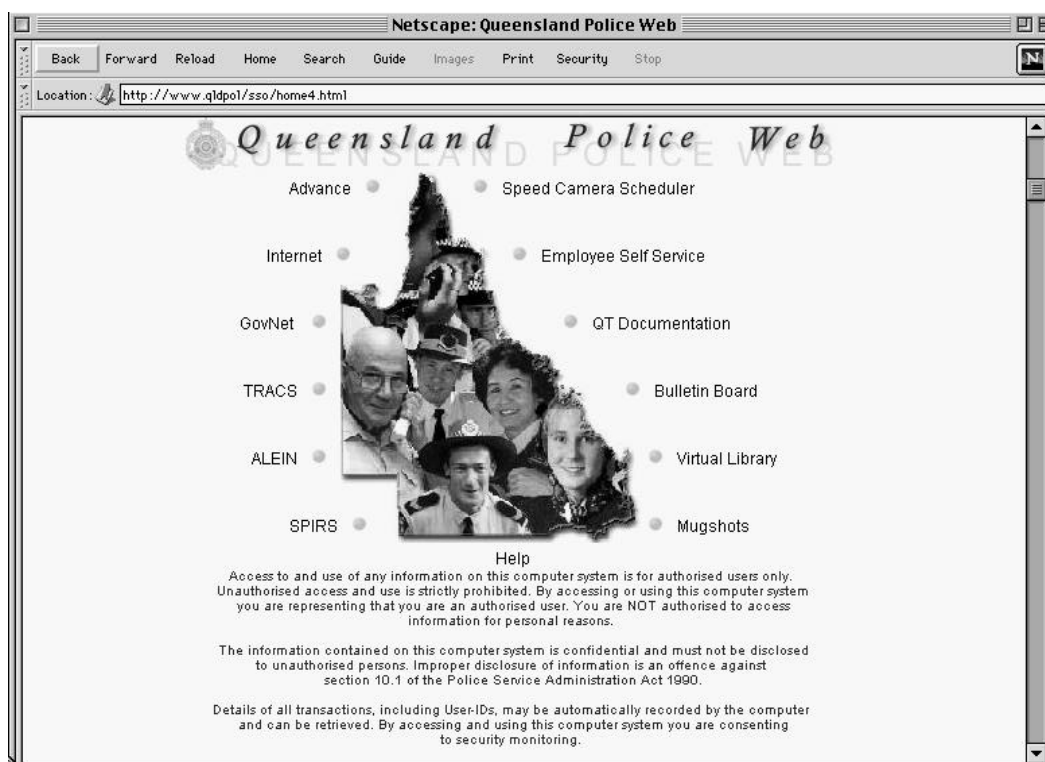 Netscape: Queensland Police Web
Back Forward Reload Home Search Guide Images Print Security Stop
N
Location: http://www.qldpol/sso/home4.html
Queensland Police Web
QUEENSLAND POLICE WEB
Advance Speed Camera Scheduler
Internet Employee Self Service
GovNet QT Documentation
TRACS Bulletin Board
ALEIN Virtual Library
SPIRS Mugshots
Help
Access to and use of any information on this computer system is for authorised users only.
Unauthorised access and use is strictly prohibited. By accessing or using this computer system
you are representing that you are an authorised user. You are NOT authorised to access
information for personal reasons.
The information contained on this computer system is confidential and must not be disclosed
to unauthorised persons. Improper disclosure of information is an offence against
section 10.1 of the Police Service Administration Act 1990.
Details of all transactions, including User-IDs, may be automatically recorded by the computer
and can be retrieved. By accessing and using this computer system you are consenting
to security monitoring.